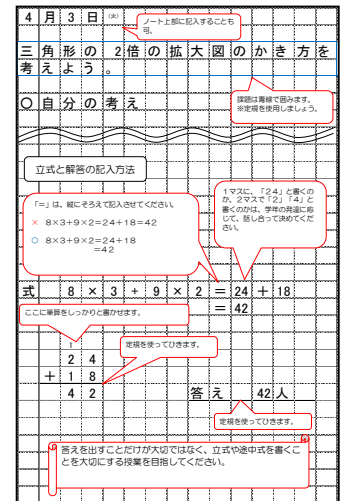 4月3日(火)
ノート上部に記入することも
可。
三角形の2倍の拡大図のかき方を
考えよう。
課題は青線で囲みます。
※定規を使用しましょう。
〇自分の考え
立式と解答の記入方法
1マスに、「24」と書くの
か、2マスで「2」「4」と
書くのかは、学年の発達に応
じて、話し合って決めてくだ
さい。
「=」は、縦にそろえて記入させてください。
× 8×3+9×2=24+18=42
〇 8×3+9×2=24+18
=42
式 8×3+9×2=24+18
=42
ここに筆算をしっかりと書かせます。
定規を使ってひきます。
1
24
+18
42
答え 42人
定規を使ってひきます。
答えを出すことだけが大切ではなく、立式や途中式を書くこ
とを大切にする授業を目指してください。